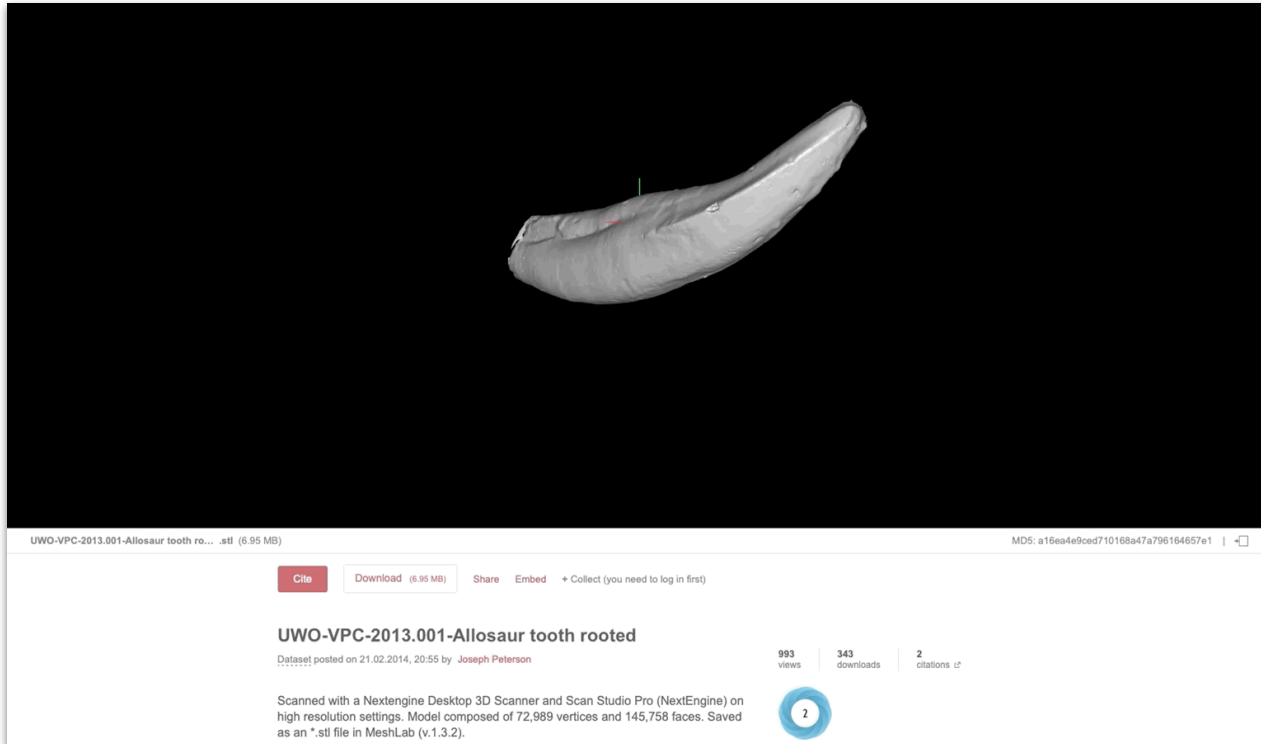 UWO-VPC-2013.001-Allosaur tooth ro... .stl (6.95 MB)
MD5: a16ea4e9ced710168a47a796164657e1 |
Cite
Download (6.95 MB)
Share
Embed
+ Collect (you need to log in first)
UWO-VPC-2013.001-Allosaur tooth rooted
Dataset posted on 21.02.2014, 20:55 by Joseph Peterson
993
views
343
downloads
2
citations
Scanned with a Nextengine Desktop 3D Scanner and Scan Studio Pro (NextEngine) on
high resolution settings. Model composed of 72,989 vertices and 145,758 faces. Saved
as an *.stl file in MeshLab (v.1.3.2).
2